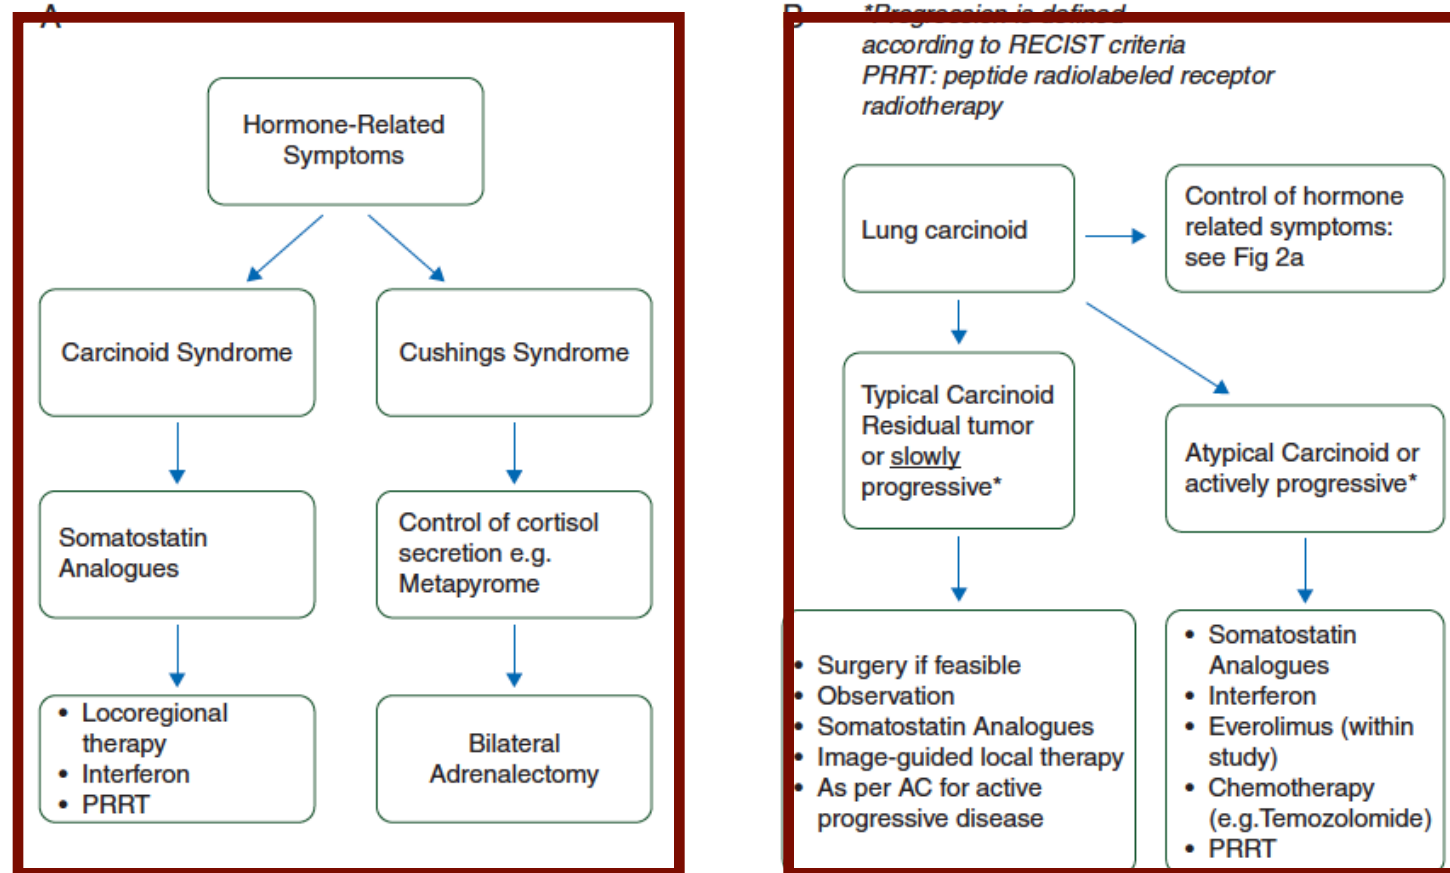 A
Hormone-Related
Symptoms
Carcinoid Syndrome
Cushings Syndrome
Somatostatin
Analogues
Control of cortisol
secretion e.g.
Metapyrome
• Locoregional
therapy
• Interferon
• PRRT
Bilateral
Adrenalectomy
B
*Progression is defined
according to RECIST criteria
PRRT: peptide radiolabeled receptor
radiotherapy
Lung carcinoid
Control of hormone
related symptoms:
see Fig 2a
Typical Carcinoid
Residual tumor
or slowly
progressive*
Atypical Carcinoid or
actively progressive*
• Surgery if feasible
• Observation
• Somatostatin Analogues
• Image-guided local therapy
• As per AC for active
progressive disease
• Somatostatin
Analogues
• Interferon
• Everolimus (within
study)
• Chemotherapy
(e.g.Temozolomide)
• PRRT